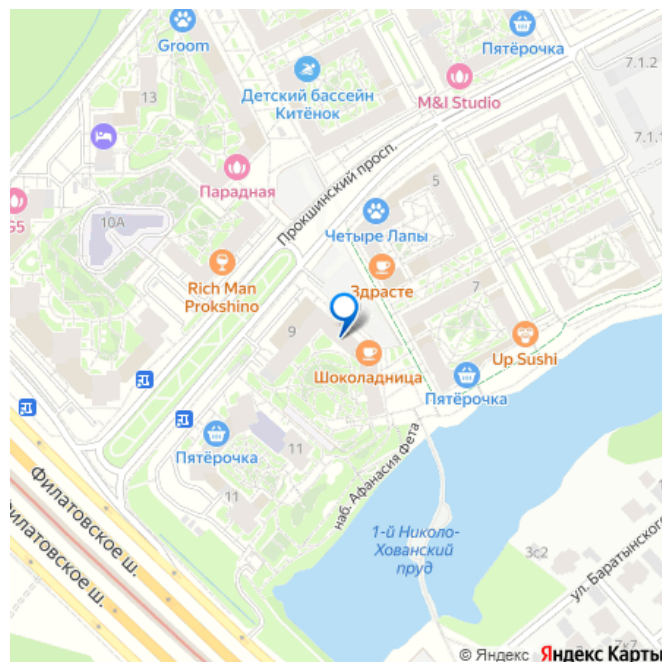 Groom
Пятёрочка
7.1.2
Детский бассейн
Китёнок
M&I Studio
13
7.1.
Парадная
Прокшинский просп.
5
G5
10А
Четыре Лапы
Rich Man
Prokshino
Здрасте
7
9
Up Sushi
Шоколадница
Пятёрочка
Пятёрочка
11
11
наб. Афанасия Фета
Филатовское ш.
Филатовское ш.
1-й Николо-
Хованский
пруд
3с2
ул. Баратынского
7к7
© Яндекс Яндекс Карты